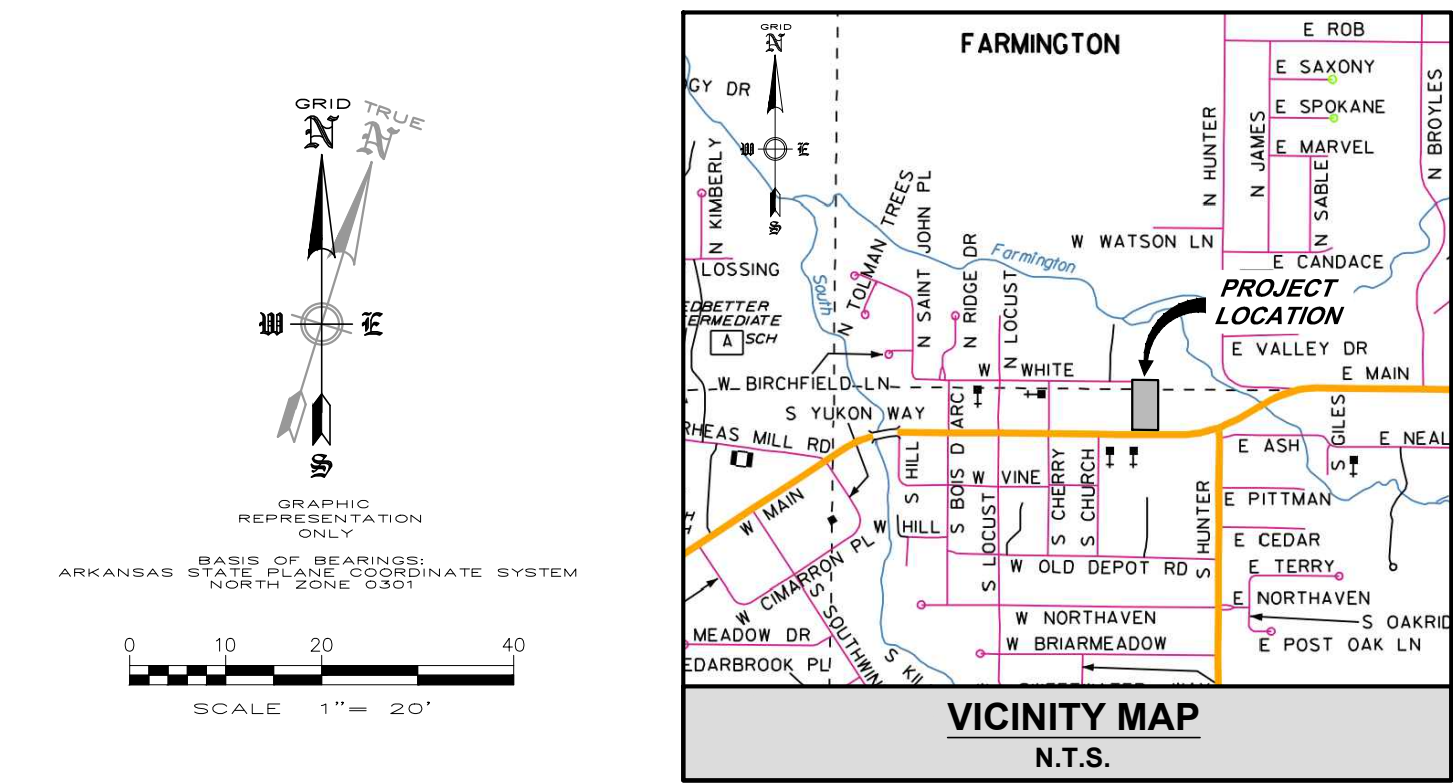 GRID
TRUE
N
N
W
E
S
GRAPHIC
REPRESENTATION
ONLY
BASIS OF BEARINGS:
ARKANSAS STATE PLANE COORDINATE SYSTEM
NORTH ZONE 0301
0 10 20 40
SCALE 1"= 20'
GRID
N
W
E
S
FARMINGTON
E ROB
E SAXONY
E SPOKANE
E MARVEL
N HUNTER
N JAMES
N SABLE
N BROYLES
GY DR
N KIMBERLY
LOSSING
EDBETTER
ERMEDIATE
A SCH
South
N TOLMAN TREES
N SAINT JOHN PL
N RIDGE DR
N LOCUST
Farmington
W WATSON LN
E CANDACE
PROJECT
LOCATION
E VALLEY DR
E MAIN
W WHITE
W BIRCHFIELD LN
S YUKON WAY
RHEAS MILL RD
S HILL
S BOIS D ARC
W VINE
S LOCUST
S CHERRY
S CHURCH
S HUNTER
E ASH
S GILES
E NEAL
E PITTMAN
E CEDAR
E TERRY
E NORTHAVEN
S OAKRID
E POST OAK LN
W MAIN
W HILL
W CIMARRON PL
W OLD DEPOT RD
S SOUTHWIN
W NORTHAVEN
W BRIARMEADOW
MEADOW DR
EDARBROOK PL
S KI
VICINITY MAP
N.T.S.